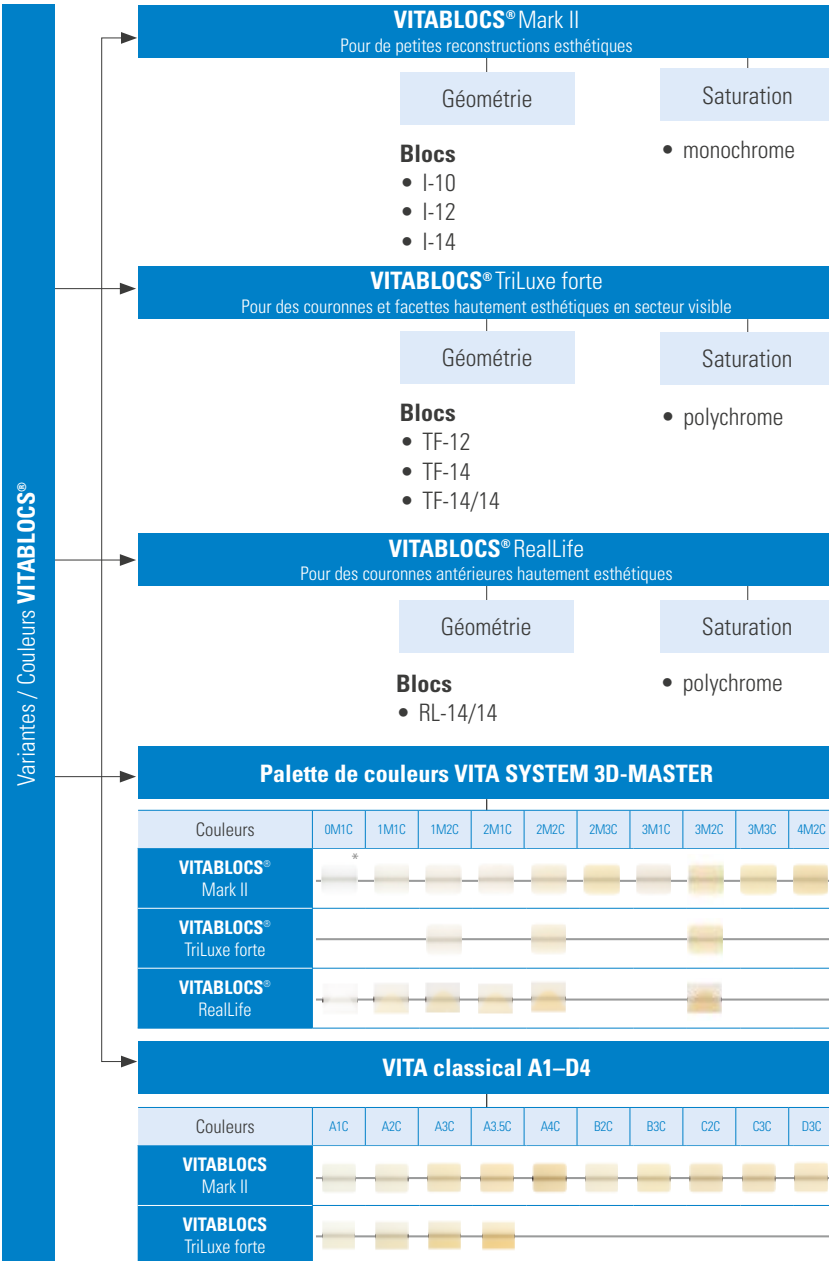 Variantes / Couleurs VITABLOCS®
VITABLOCS® Mark II
Pour de petites reconstructions esthétiques
Géométrie
Saturation
Blocs
• I-10
• I-12
• I-14
• monochrome
VITABLOCS® TriLuxe forte
Pour des couronnes et facettes hautement esthétiques en secteur visible
Géométrie
Saturation
Blocs
• TF-12
• TF-14
• TF-14/14
• polychrome
VITABLOCS® RealLife
Pour des couronnes antérieures hautement esthétiques
Géométrie
Saturation
Blocs
• RL-14/14
• polychrome
Palette de couleurs VITA SYSTEM 3D-MASTER
Couleurs 0M1C 1M1C 1M2C 2M1C 2M2C 2M3C 3M1C 3M2C 3M3C 4M2C
VITABLOCS®
Mark II
*
VITABLOCS®
TriLuxe forte
VITABLOCS®
RealLife
VITA classical A1–D4
Couleurs A1C A2C A3C A3.5C A4C B2C B3C C2C C3C D3C
VITABLOCS
Mark II
VITABLOCS
TriLuxe forte